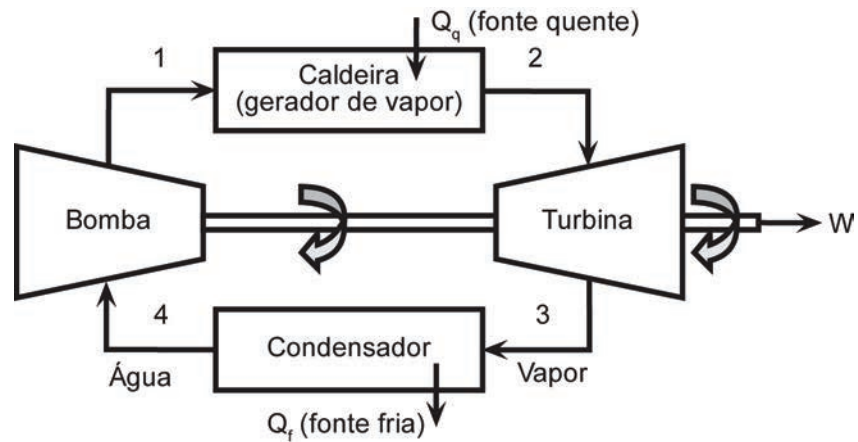 Q_q (fonte quente)
1
2
Caldeira
(gerador de vapor)
Bomba
Turbina
W
4
3
Condensador
Água
Vapor
Q_f (fonte fria)